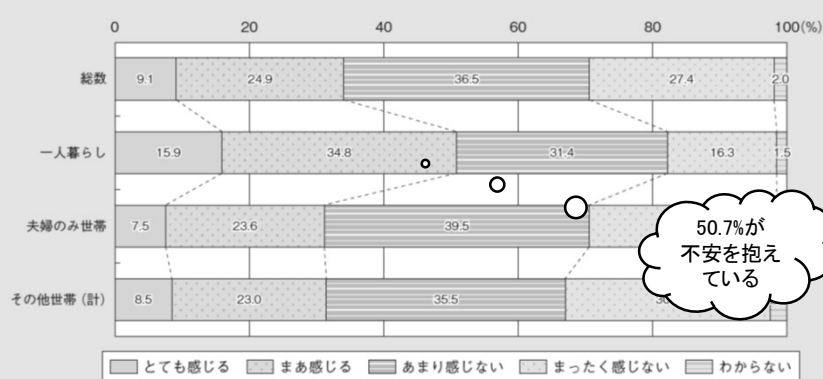 0 20 40 60 80 100(%)
総数 9.1 24.9 36.5 27.4 2.0
一人暮らし 15.9 34.8 31.4 16.3 1.5
夫婦のみ世帯 7.5 23.6 39.5
50.7%が
不安を抱え
ている
その他世帯(計) 8.5 23.0 35.5
とても感じる まあ感じる あまり感じない まったく感じない わからない